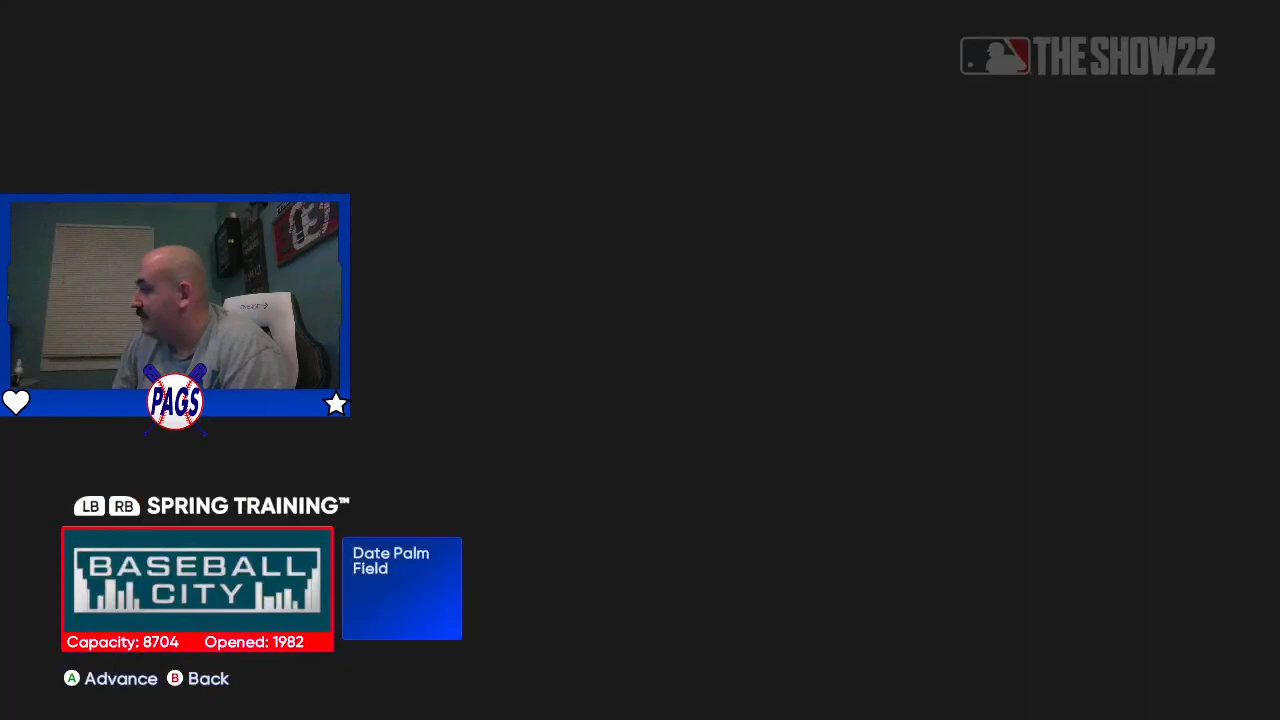 THE SHOW 22
PAGS
LB RB SPRING TRAINING™
BASEBALL
CITY
Date Palm
Field
Capacity: 8704 Opened: 1982
A Advance B Back